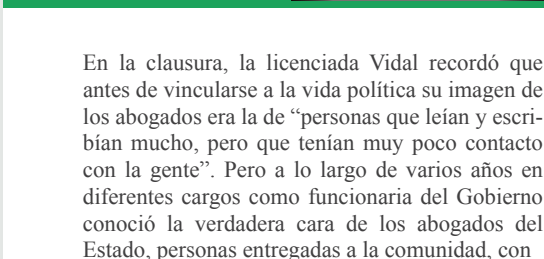 En la clausura, la licenciada Vidal recordó que
antes de vincularse a la vida política su imagen de
los abogados era la de “personas que leían y escri-
bían mucho, pero que tenían muy poco contacto
con la gente”. Pero a lo largo de varios años en
diferentes cargos como funcionaria del Gobierno
conoció la verdadera cara de los abogados del
Estado, personas entregadas a la comunidad, con